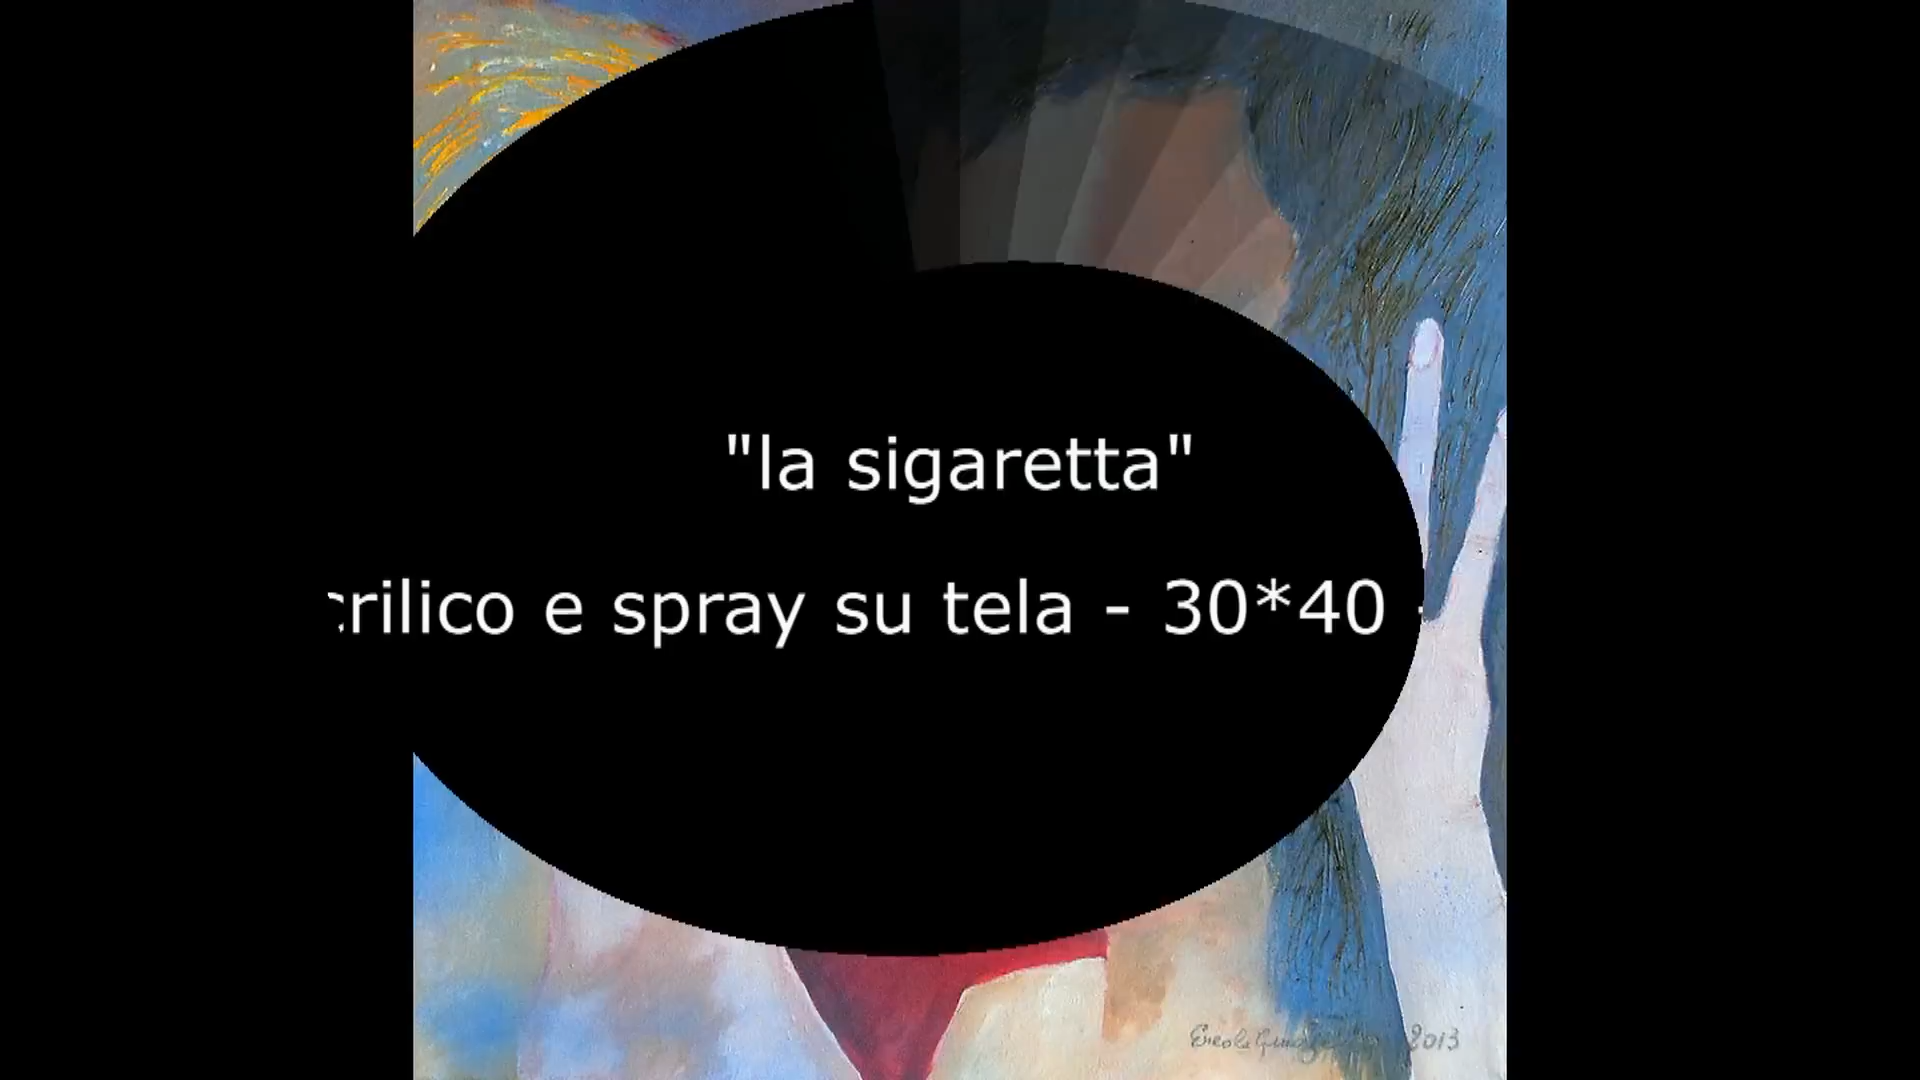 "la sigaretta"
crilico e spray su tela - 30*40 -
2013